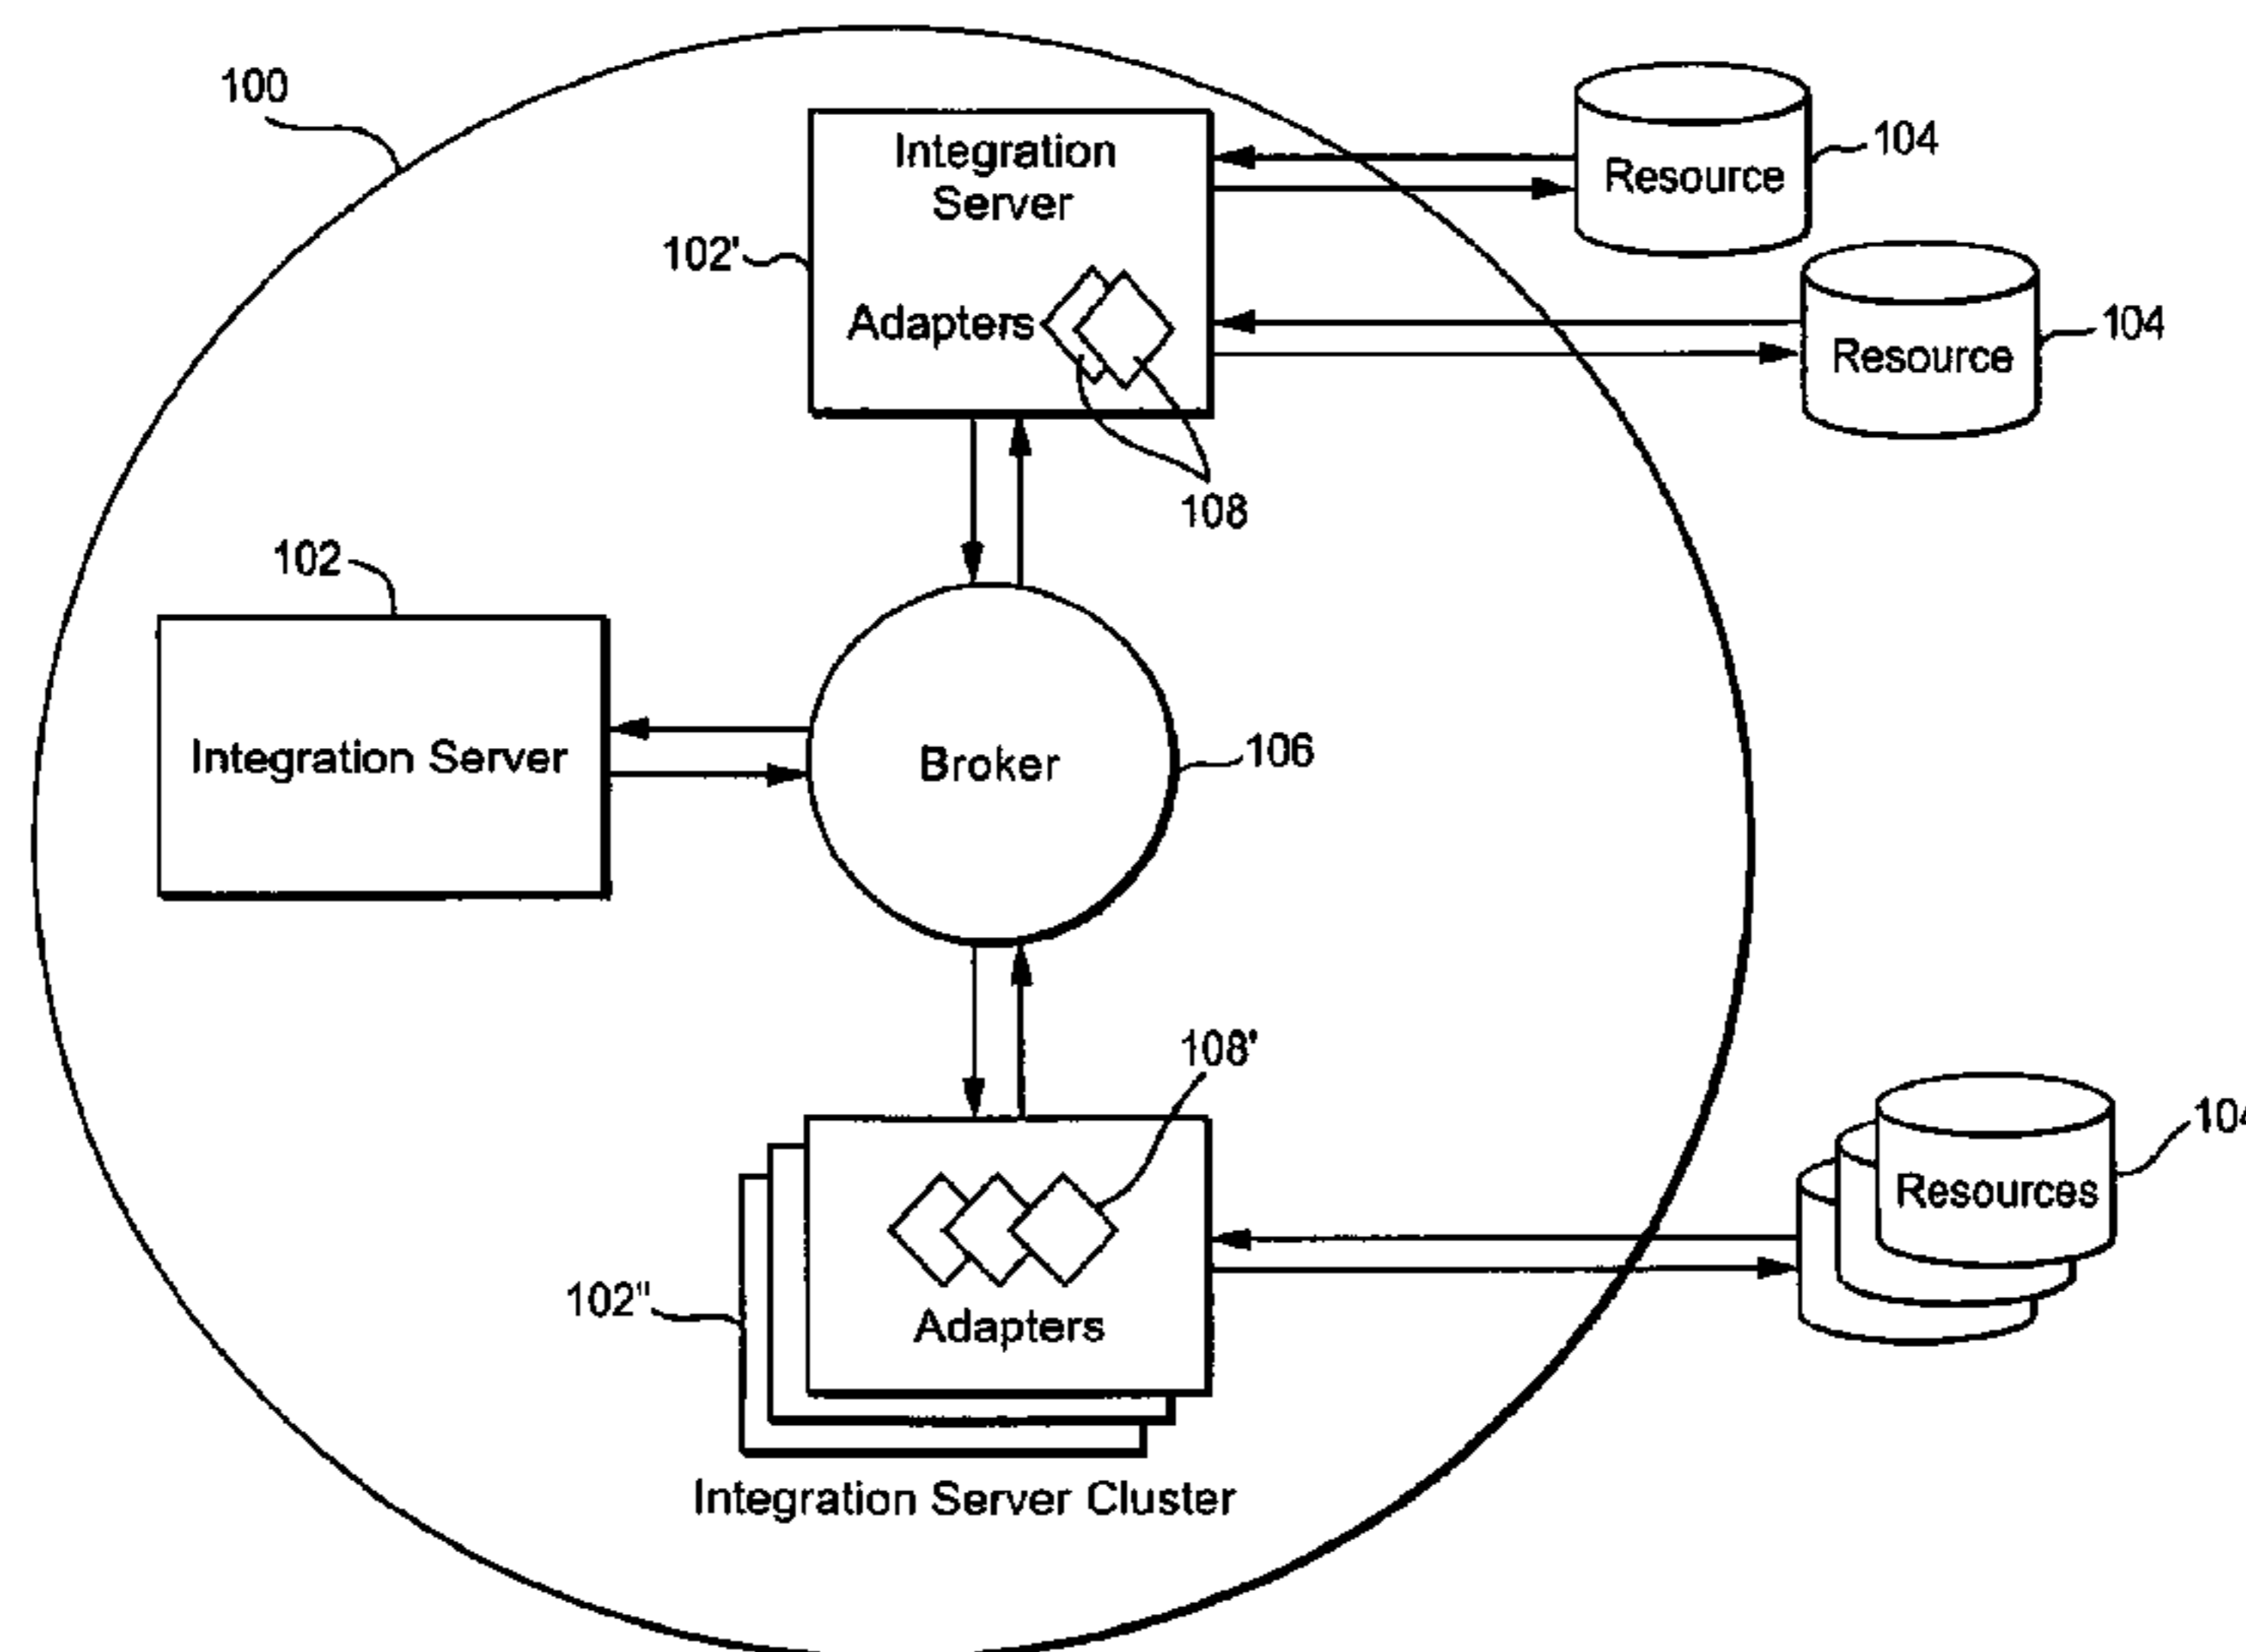 100
Integration
Server
102'
Adapters
108
Resource
104
Resource
104
102
Integration Server
Broker
106
108'
102"
Adapters
Integration Server Cluster
Resources
104